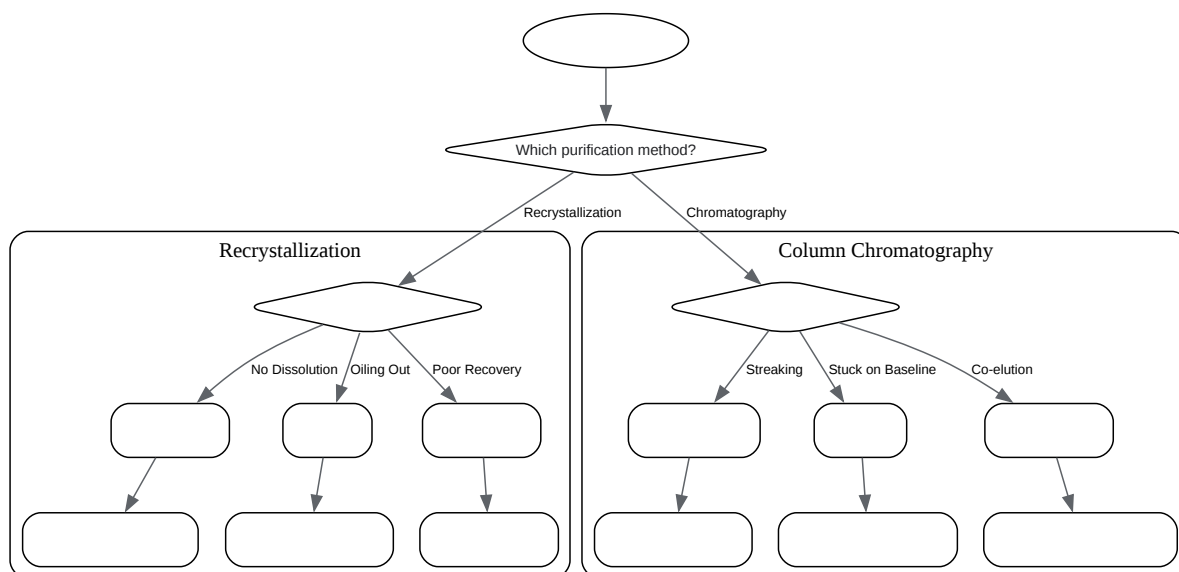 Which purification method?
Recrystallization
Chromatography
Recrystallization
Column Chromatography
No Dissolution
Oiling Out
Poor Recovery
Streaking
Stuck on Baseline
Co-elution